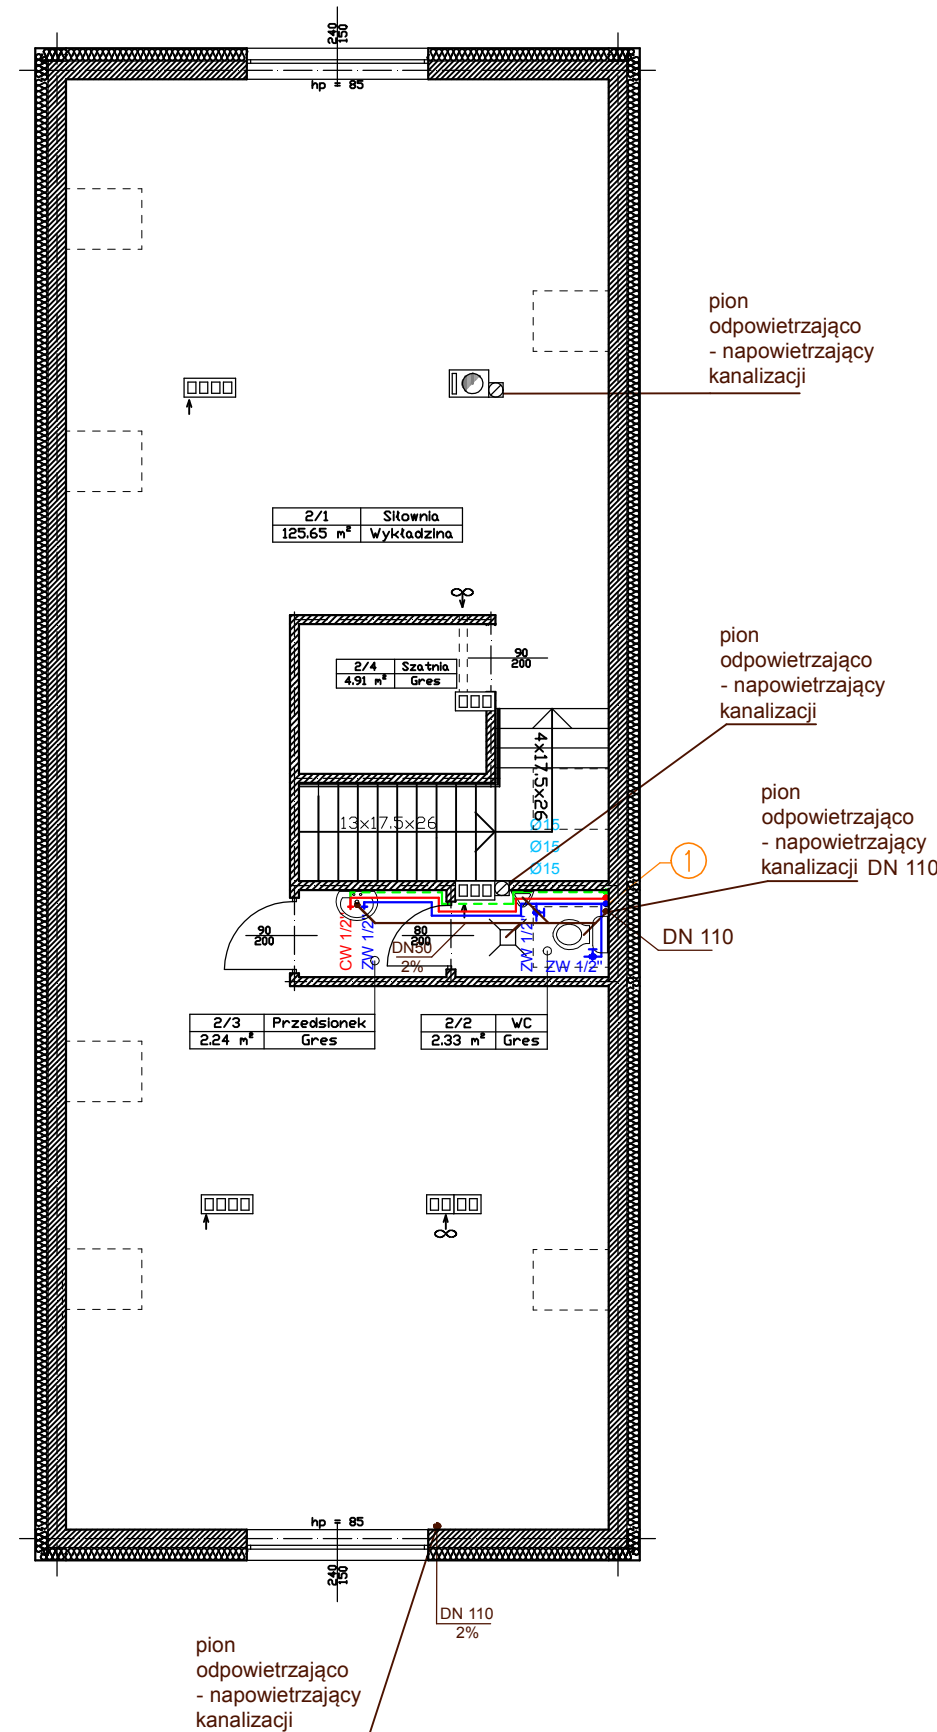 240
150
hp = 85
pion
odpowietrzająco
- napowietrzający
kanalizacji
2/1 Siłownia
125.65 m² Wykładzina
90
200
2/4 Szatnia
4.91 m² Gres
pion
odpowietrzająco
- napowietrzający
kanalizacji
4x17.5x26
13x17.5x26
Ø15
Ø15
Ø15
pion
odpowietrzająco
- napowietrzający
kanalizacji DN 110
1
DN 110
90
200
CW 1/2"
ZW 1/2"
80
200
DN50
2%
ZW 1/2"
ZW 1/2"
2/3 Przedsionek
2.24 m² Gres
2/2 WC
2.33 m² Gres
hp = 85
240
150
DN 110
2%
pion
odpowietrzająco
- napowietrzający
kanalizacji